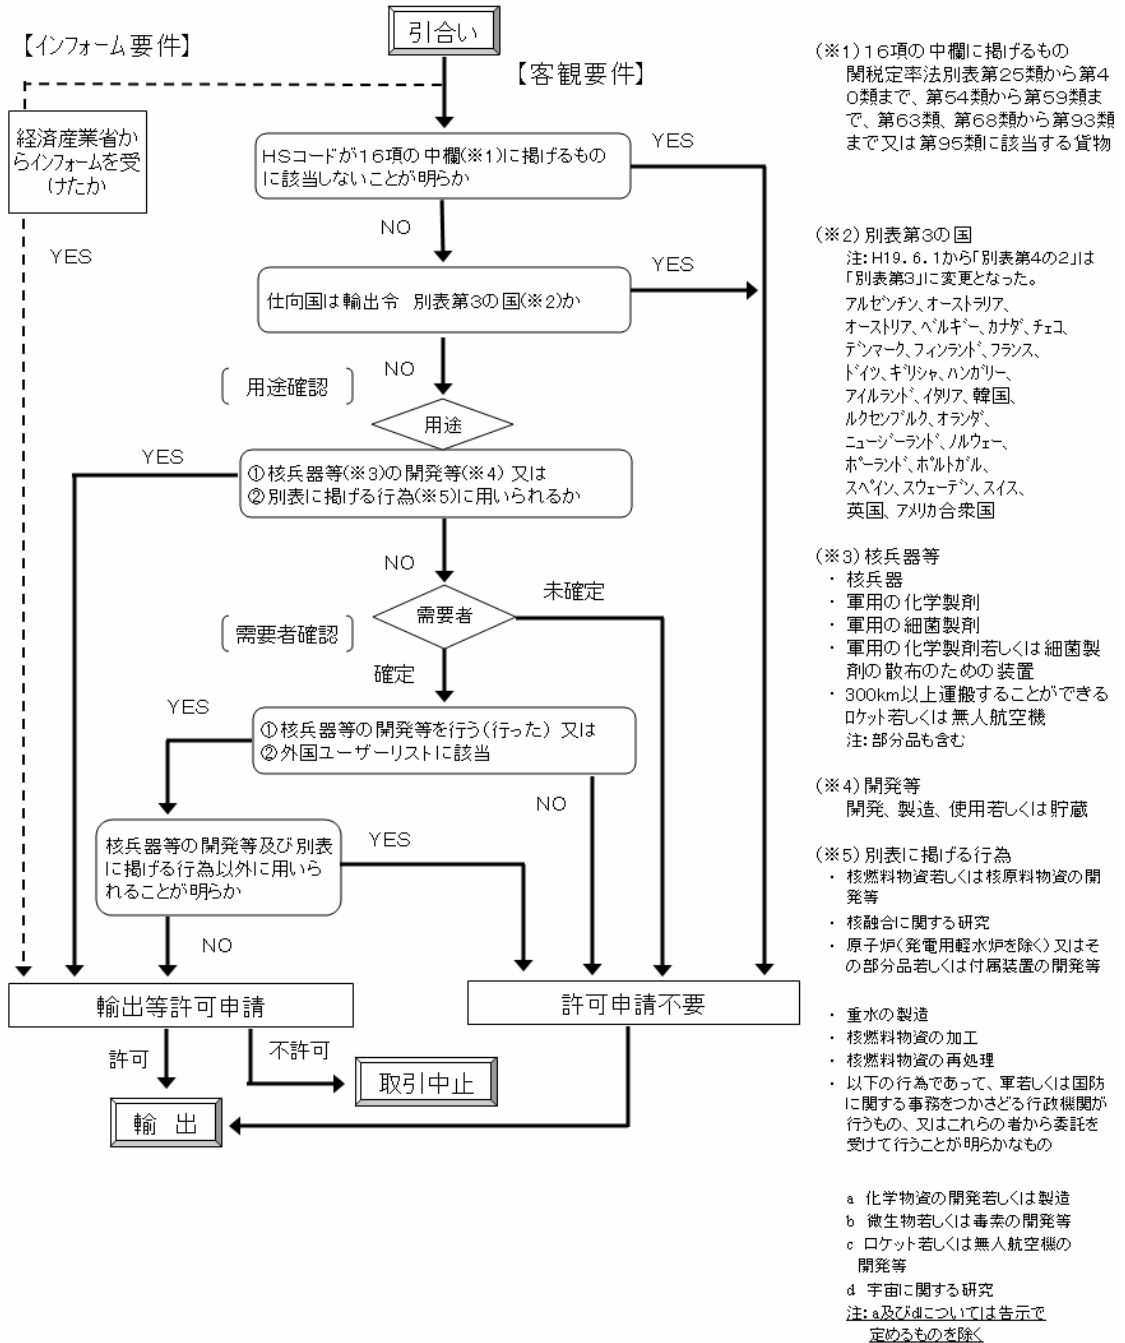 引合い
【インフォーム要件】
【客観要件】
経済産業省か
らインフォームを受
けたか
YES
HSコードが16項の中欄(※1)に掲げるもの
に該当しないことが明らか
YES
NO
仕向国は輸出令　別表第3の国(※2)か
YES
NO
〔 用途確認 〕
用途
YES
①核兵器等(※3)の開発等(※4) 又は
②別表に掲げる行為(※5)に用いられるか
NO
需要者
未確定
〔 需要者確認 〕
確定
YES
①核兵器等の開発等を行う(行った) 又は
②外国ユーザーリストに該当
NO
核兵器等の開発等及び別表
に掲げる行為以外に用いら
れることが明らか
YES
NO
輸出等許可申請
許可申請不要
許可
不許可
取引中止
輸　出
(※1)16項の中欄に掲げるもの
関税定率法別表第25類から第4
0類まで、第54類から第59類ま
で、第63類、第68類から第93類
まで又は第95類に該当する貨物
(※2)別表第3の国
注:H19.6.1から「別表第4の2」は
「別表第3」に変更となった。
アルゼンチン、オーストラリア、
オーストリア、ベルギー、カナダ、チェコ、
デンマーク、フィンランド、フランス、
ドイツ、ギリシャ、ハンガリー、
アイルランド、イタリア、韓国、
ルクセンブルク、オランダ、
ニュージーランド、ノルウェー、
ポーランド、ポルトガル、
スペイン、スウェーデン、スイス、
英国、アメリカ合衆国
(※3)核兵器等
・ 核兵器
・ 軍用の化学製剤
・ 軍用の細菌製剤
・ 軍用の化学製剤若しくは細菌製
剤の散布のための装置
・ 300km以上運搬することができる
ロケット若しくは無人航空機
注:部分品も含む
(※4)開発等
開発、製造、使用若しくは貯蔵
(※5)別表に掲げる行為
・ 核燃料物資若しくは核原料物資の開
発等
・ 核融合に関する研究
・ 原子炉(発電用軽水炉を除く)又はそ
の部分品若しくは付属装置の開発等
・ 重水の製造
・ 核燃料物資の加工
・ 核燃料物資の再処理
・ 以下の行為であって、軍若しくは国防
に関する事務をつかさどる行政機関が
行うもの、又はこれらの者から委託を
受けて行うことが明らかなもの
a 化学物資の開発若しくは製造
b 微生物若しくは毒素の開発等
c ロケット若しくは無人航空機の
開発等
d 宇宙に関する研究
注:a及びdについては告示で
定めるものを除く